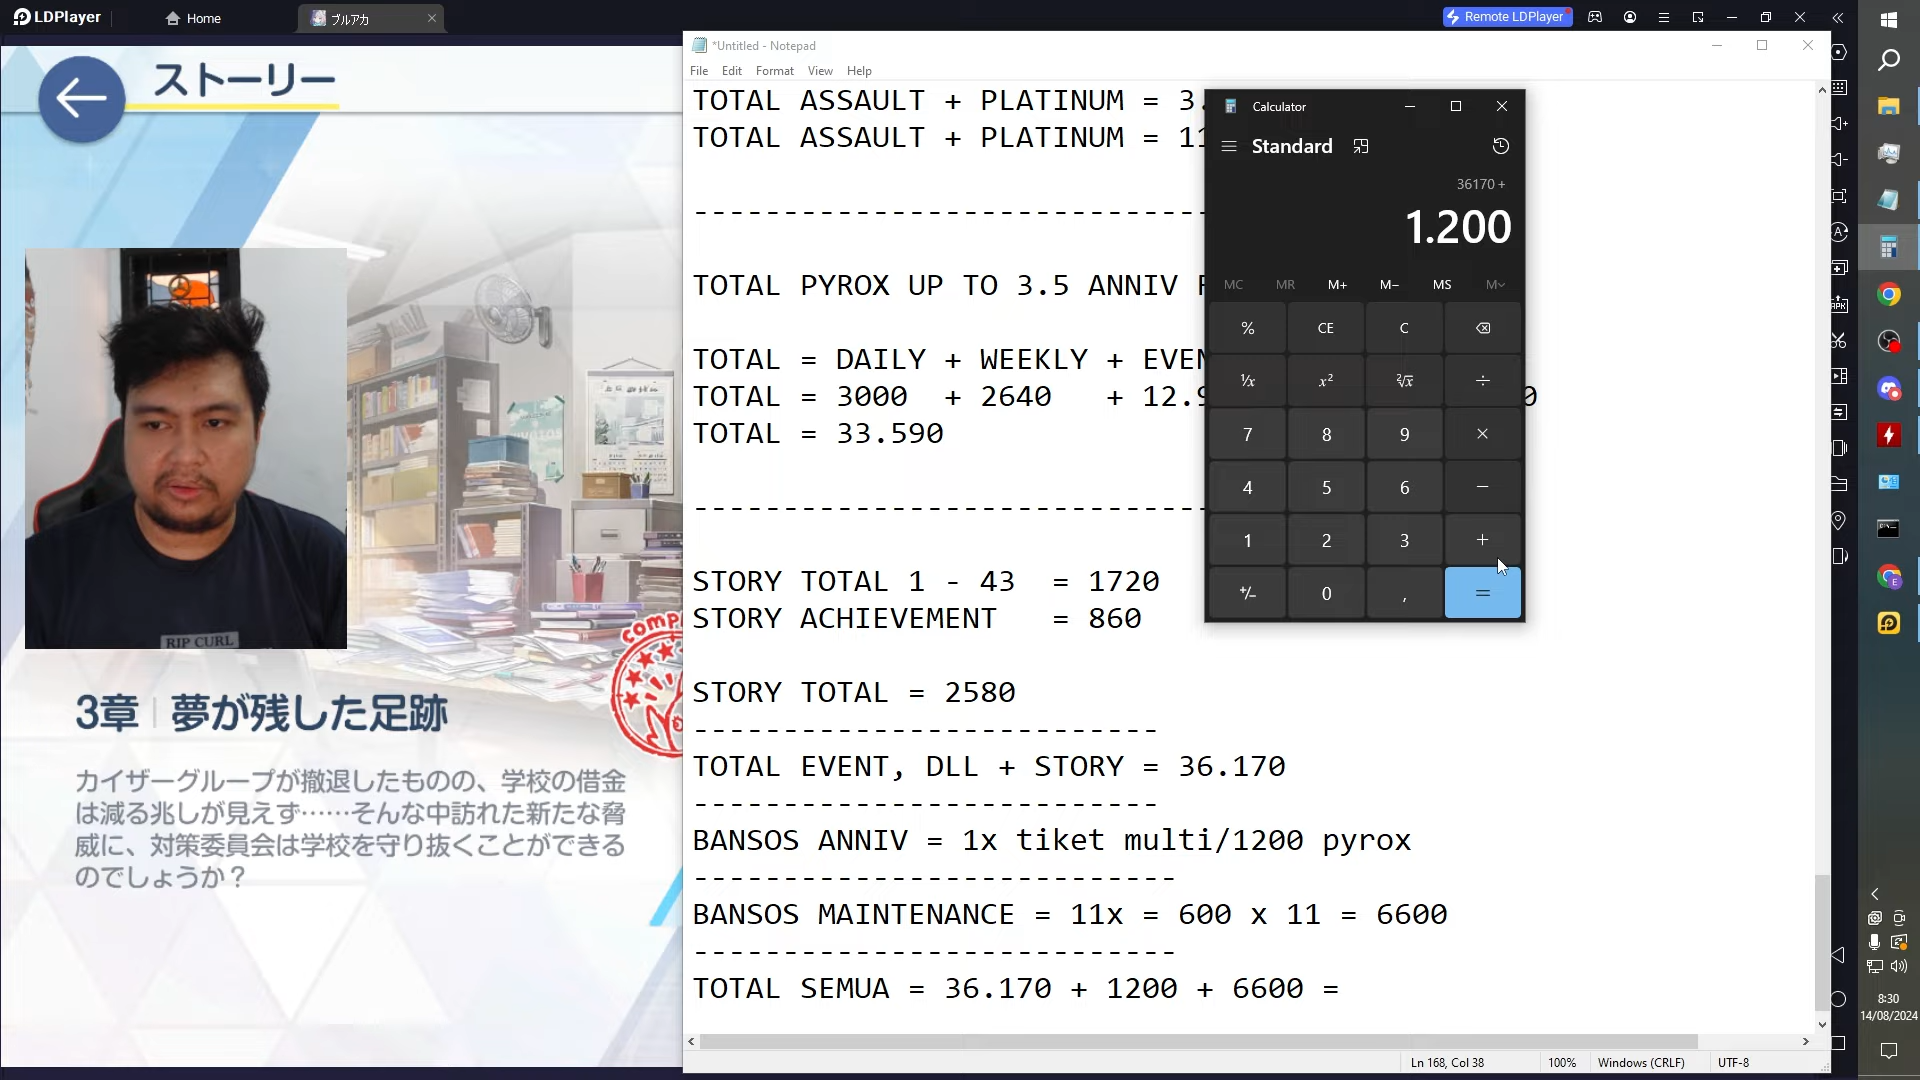 LDPlayer
Home
ブルアカ
Remote LDPlayer
ストーリー
*Untitled - Notepad
File Edit Format View Help
TOTAL ASSAULT + PLATINUM = 3.
TOTAL ASSAULT + PLATINUM = 11
------------------------------
TOTAL PYROX UP TO 3.5 ANNIV
TOTAL = DAILY + WEEKLY +
TOTAL = 3000 + 2640 + 12.9 0
TOTAL = 33.590
------------------------------
STORY TOTAL 1 - 43 = 1720
STORY ACHIEVEMENT = 860
STORY TOTAL = 2580
--------------------------
TOTAL EVENT, DLL + STORY = 36.170
--------------------------
BANSOS ANNIV = 1x tiket multi/1200 pyrox
---------------------------
BANSOS MAINTENANCE = 11x = 600 x 11 = 6600
---------------------------
TOTAL SEMUA = 36.170 + 1200 + 6600 =
Ln 168, Col 38 100% Windows (CRLF) UTF-8
Calculator
Standard
36170 +
1.200
MC MR M+ M− MS M
% CE C
¹/x x² ²√x ÷
7 8 9 ×
4 5 6 −
1 2 3 +
+/− 0 , =
RIP CURL
3章 夢が残した足跡
カイザーグループが撤退したものの、学校の借金
は減る兆しが見えず……そんな中訪れた新たな脅
威に、対策委員会は学校を守り抜くことができる
のでしょうか？
8:30
14/08/2024